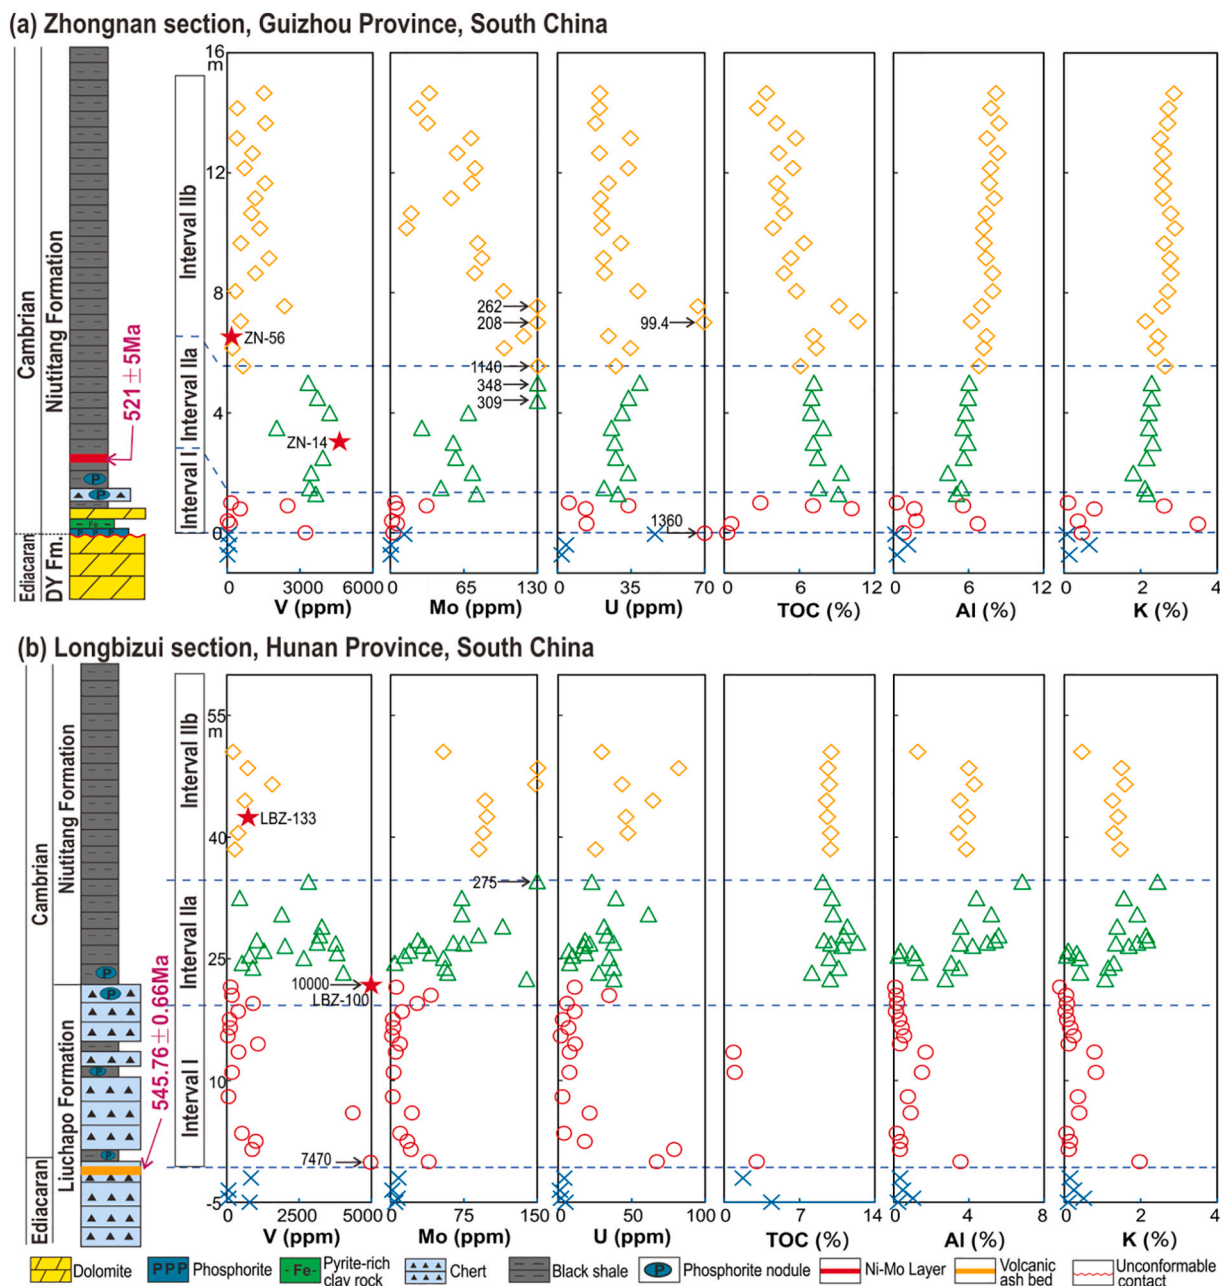 (a) Zhongnan section, Guizhou Province, South China
Cambrian
Ediacaran
Niutitang Formation
DY Fm.
521±5Ma
P
P
Fe
P P P
Interval IIb
Interval IIa
Interval I
16
m
12
8
4
0
ZN-56
ZN-14
262
208
1140
348
309
99.4
1360
0 3000 6000
V (ppm)
0 65 130
Mo (ppm)
0 35 70
U (ppm)
0 6 12
TOC (%)
0 6 12
Al (%)
0 2 4
K (%)
(b) Longbizui section, Hunan Province, South China
Cambrian
Ediacaran
Niutitang Formation
Liuchapo Formation
545.76±0.66Ma
P
P
P
P
Interval IIb
Interval IIa
Interval I
55
m
40
25
10
-5
LBZ-133
10000
LBZ-100
7470
275
0 2500 5000
V (ppm)
0 75 150
Mo (ppm)
0 50 100
U (ppm)
0 7 14
TOC (%)
0 4 8
Al (%)
0 2 4
K (%)
Dolomite
PPP Phosphorite
Fe Pyrite-rich
clay rock
Chert
Black shale
P Phosphorite nodule
Ni-Mo Layer
Volcanic
ash bed
Unconformable
contact